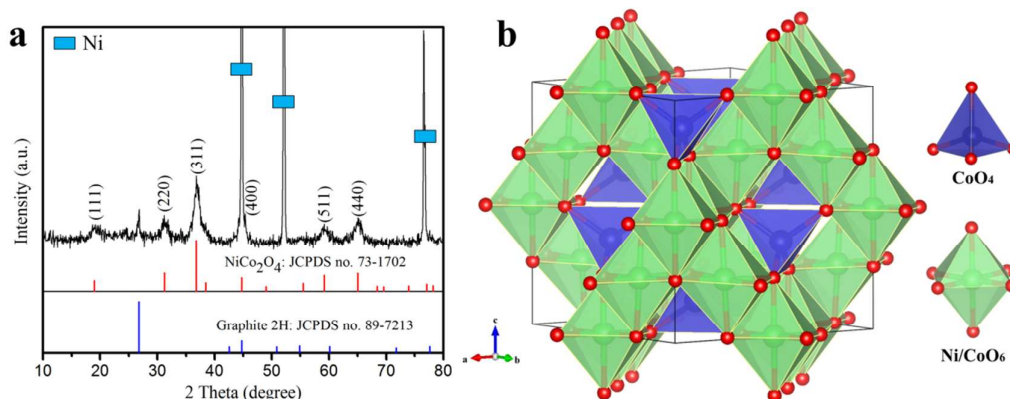 a
Ni
Intensity (a.u.)
(111)
(220)
(311)
(400)
(511)
(440)
NiCo₂O₄: JCPDS no. 73-1702
Graphite 2H: JCPDS no. 89-7213
10 20 30 40 50 60 70 80
2 Theta (degree)
b
c
a
b
CoO₄
Ni/CoO₆